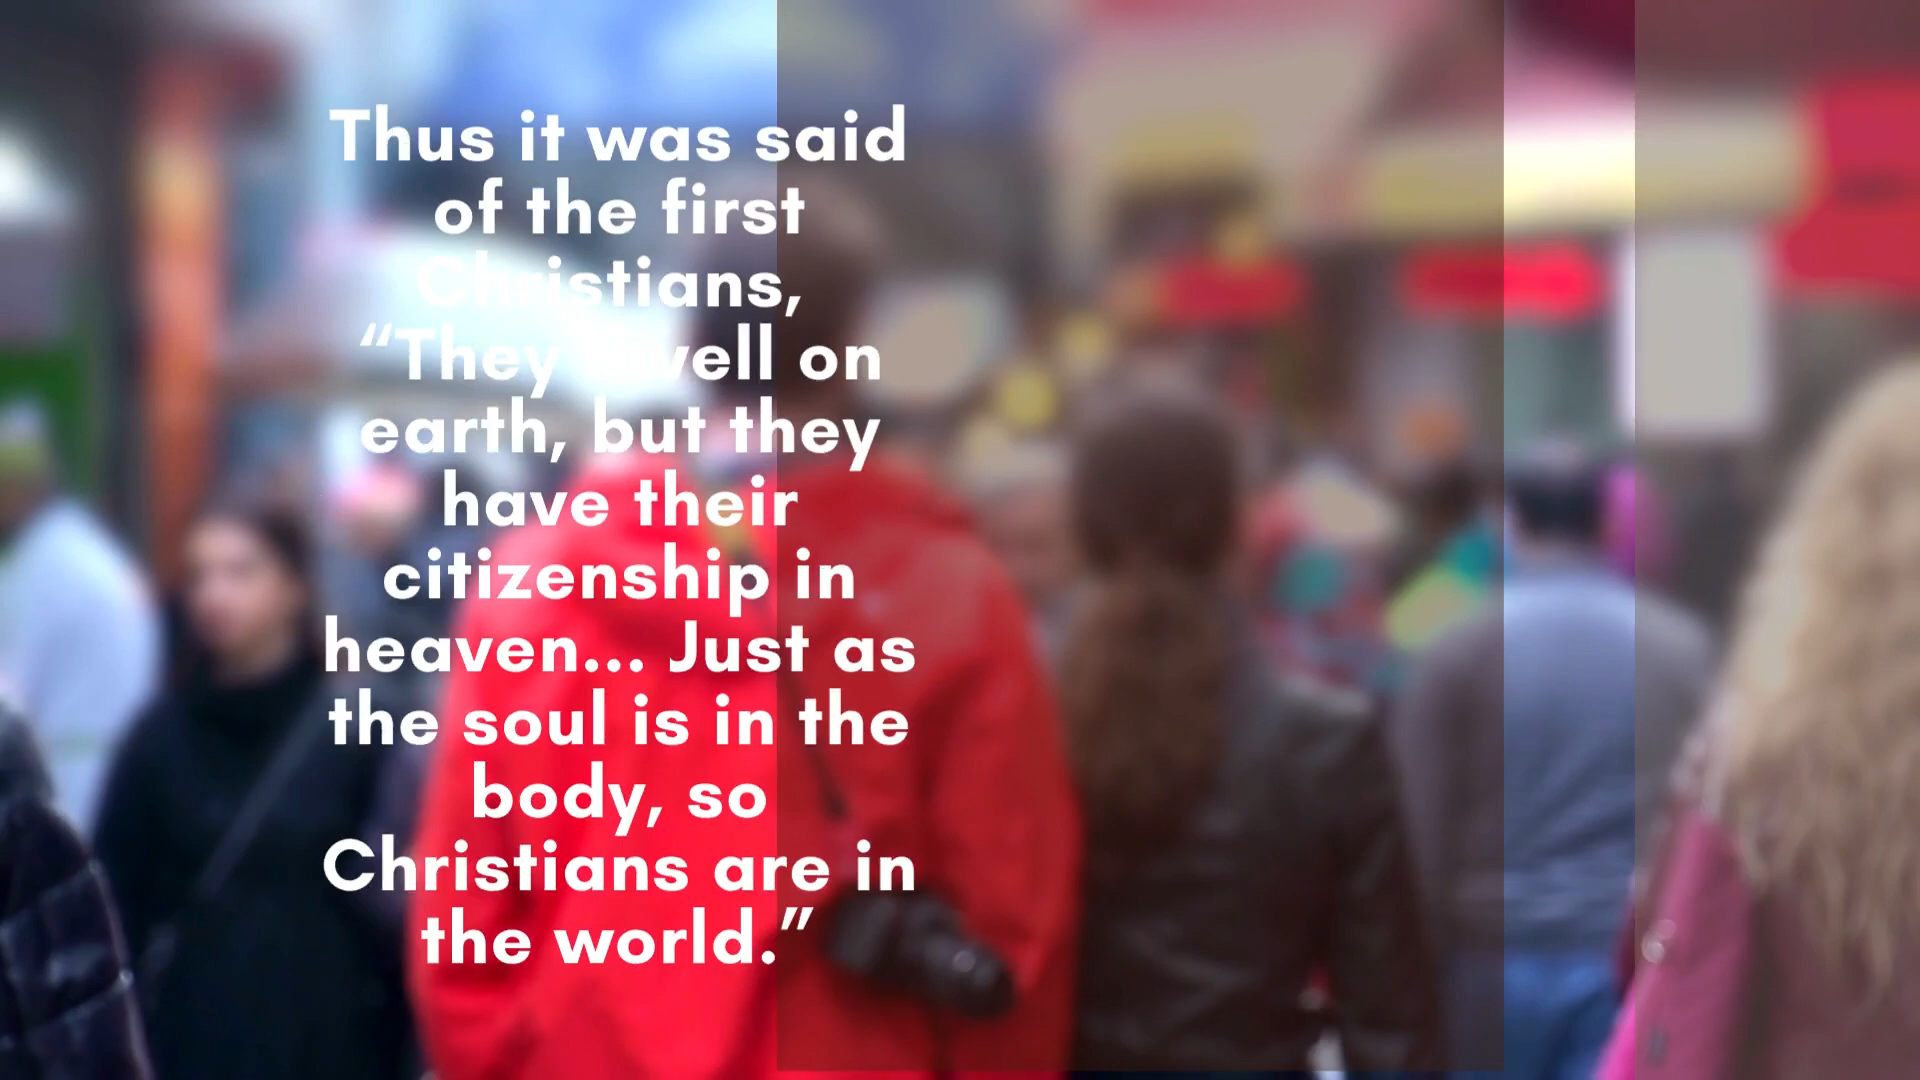 Thus it was said
of the first
Christians,
“They dwell on
earth, but they
have their
citizenship in
heaven... Just as
the soul is in the
body, so
Christians are in
the world.”